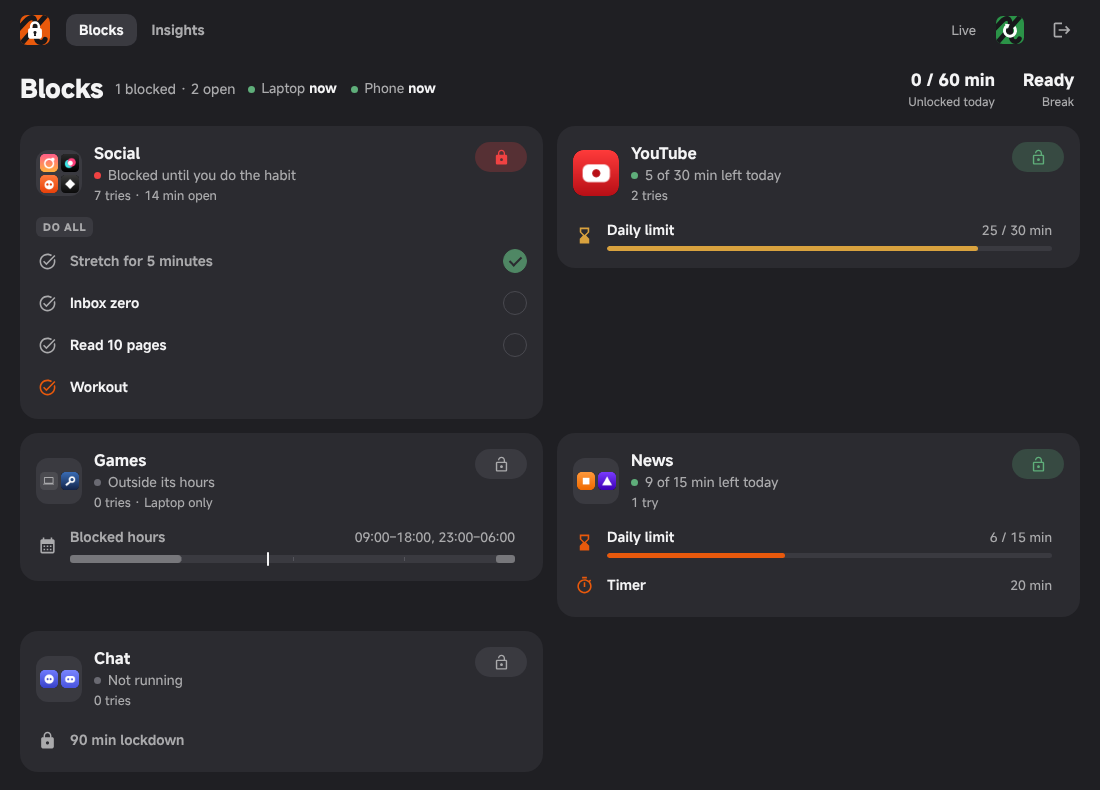 Blocks
Insights
Live
Blocks
1 blocked · 2 open
Laptop now
Phone now
0 / 60 min
Unlocked today
Ready
Break
Social
Blocked until you do the habit
7 tries · 14 min open
DO ALL
Stretch for 5 minutes
Inbox zero
Read 10 pages
Workout
YouTube
5 of 30 min left today
2 tries
Daily limit
25 / 30 min
Games
Outside its hours
0 tries · Laptop only
Blocked hours
09:00–18:00, 23:00–06:00
News
9 of 15 min left today
1 try
Daily limit
6 / 15 min
Timer
20 min
Chat
Not running
0 tries
90 min lockdown